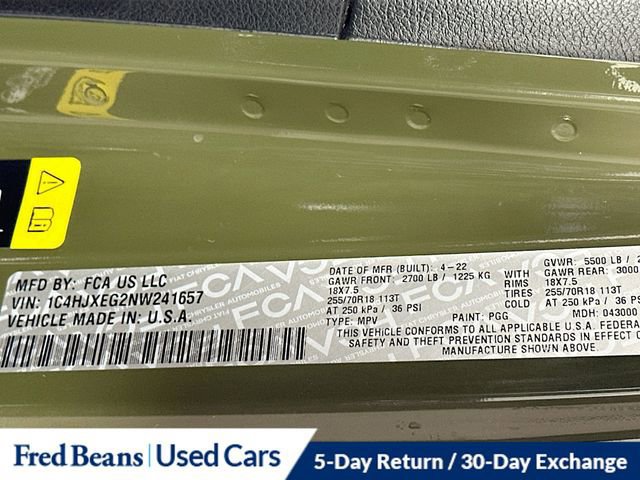 MFD BY: FCA US LLC
VIN: 1C4HJXEG2NW241657
VEHICLE MADE IN U.S.A.
DATE OF MFR (BUILT): 4-22
GAWR FRONT: 2700 LB / 1225 KG
18X7.5
255/70R18 113T
AT 250 kPa / 36 PSI
TYPE: MPV
PAINT: PGG
GVWR: 5500 LB /
GAWR REAR: 3000
RIMS 18X7.5
TIRES 255/70R18 113T
COLD AT 250 kPa / 36 PSI
MDH: 043000
THIS VEHICLE CONFORMS TO ALL APPLICABLE U.S.A. FEDERAL
SAFETY AND THEFT PREVENTION STANDARDS IN EFFECT O
MANUFACTURE SHOWN ABOVE.
Fred Beans | Used Cars
5-Day Return / 30-Day Exchange